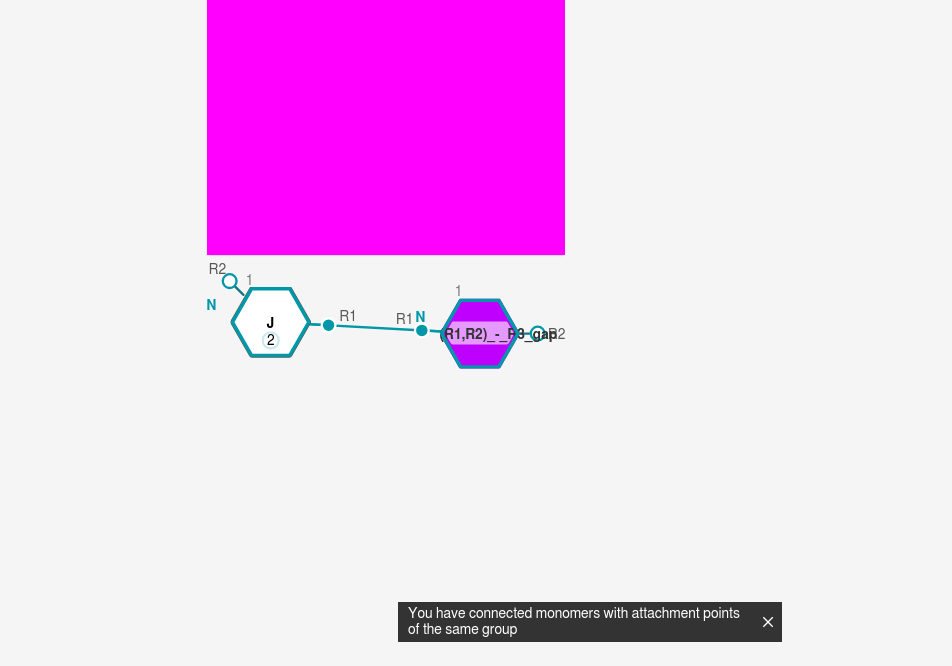 R2
1
N
J
2
R1
R1
N
1
(R1,R2)_-_R3_gap
R2
You have connected monomers with attachment points
of the same group